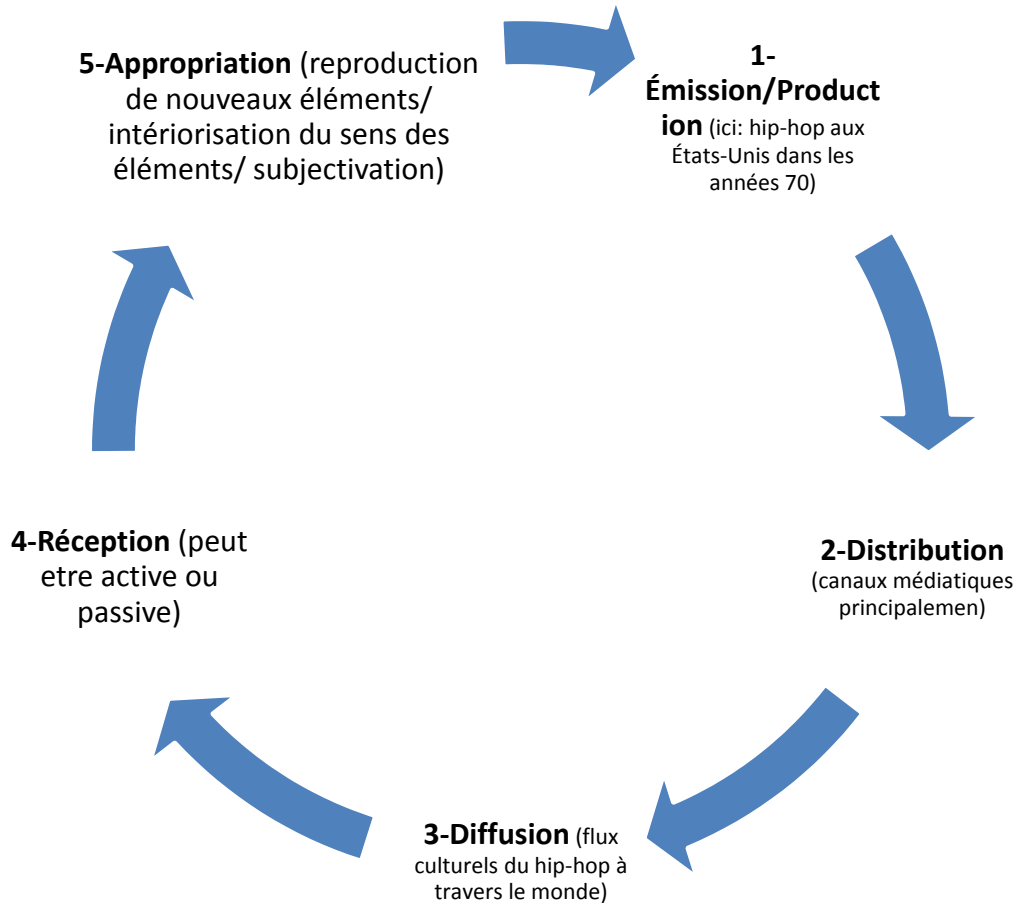 1-
Émission/Product
ion (ici: hip-hop aux
États-Unis dans les
années 70)
2-Distribution
(canaux médiatiques
principalemen)
3-Diffusion (flux
culturels du hip-hop à
travers le monde)
4-Réception (peut
etre active ou
passive)
5-Appropriation (reproduction
de nouveaux éléments/
intériorisation du sens des
éléments/ subjectivation)